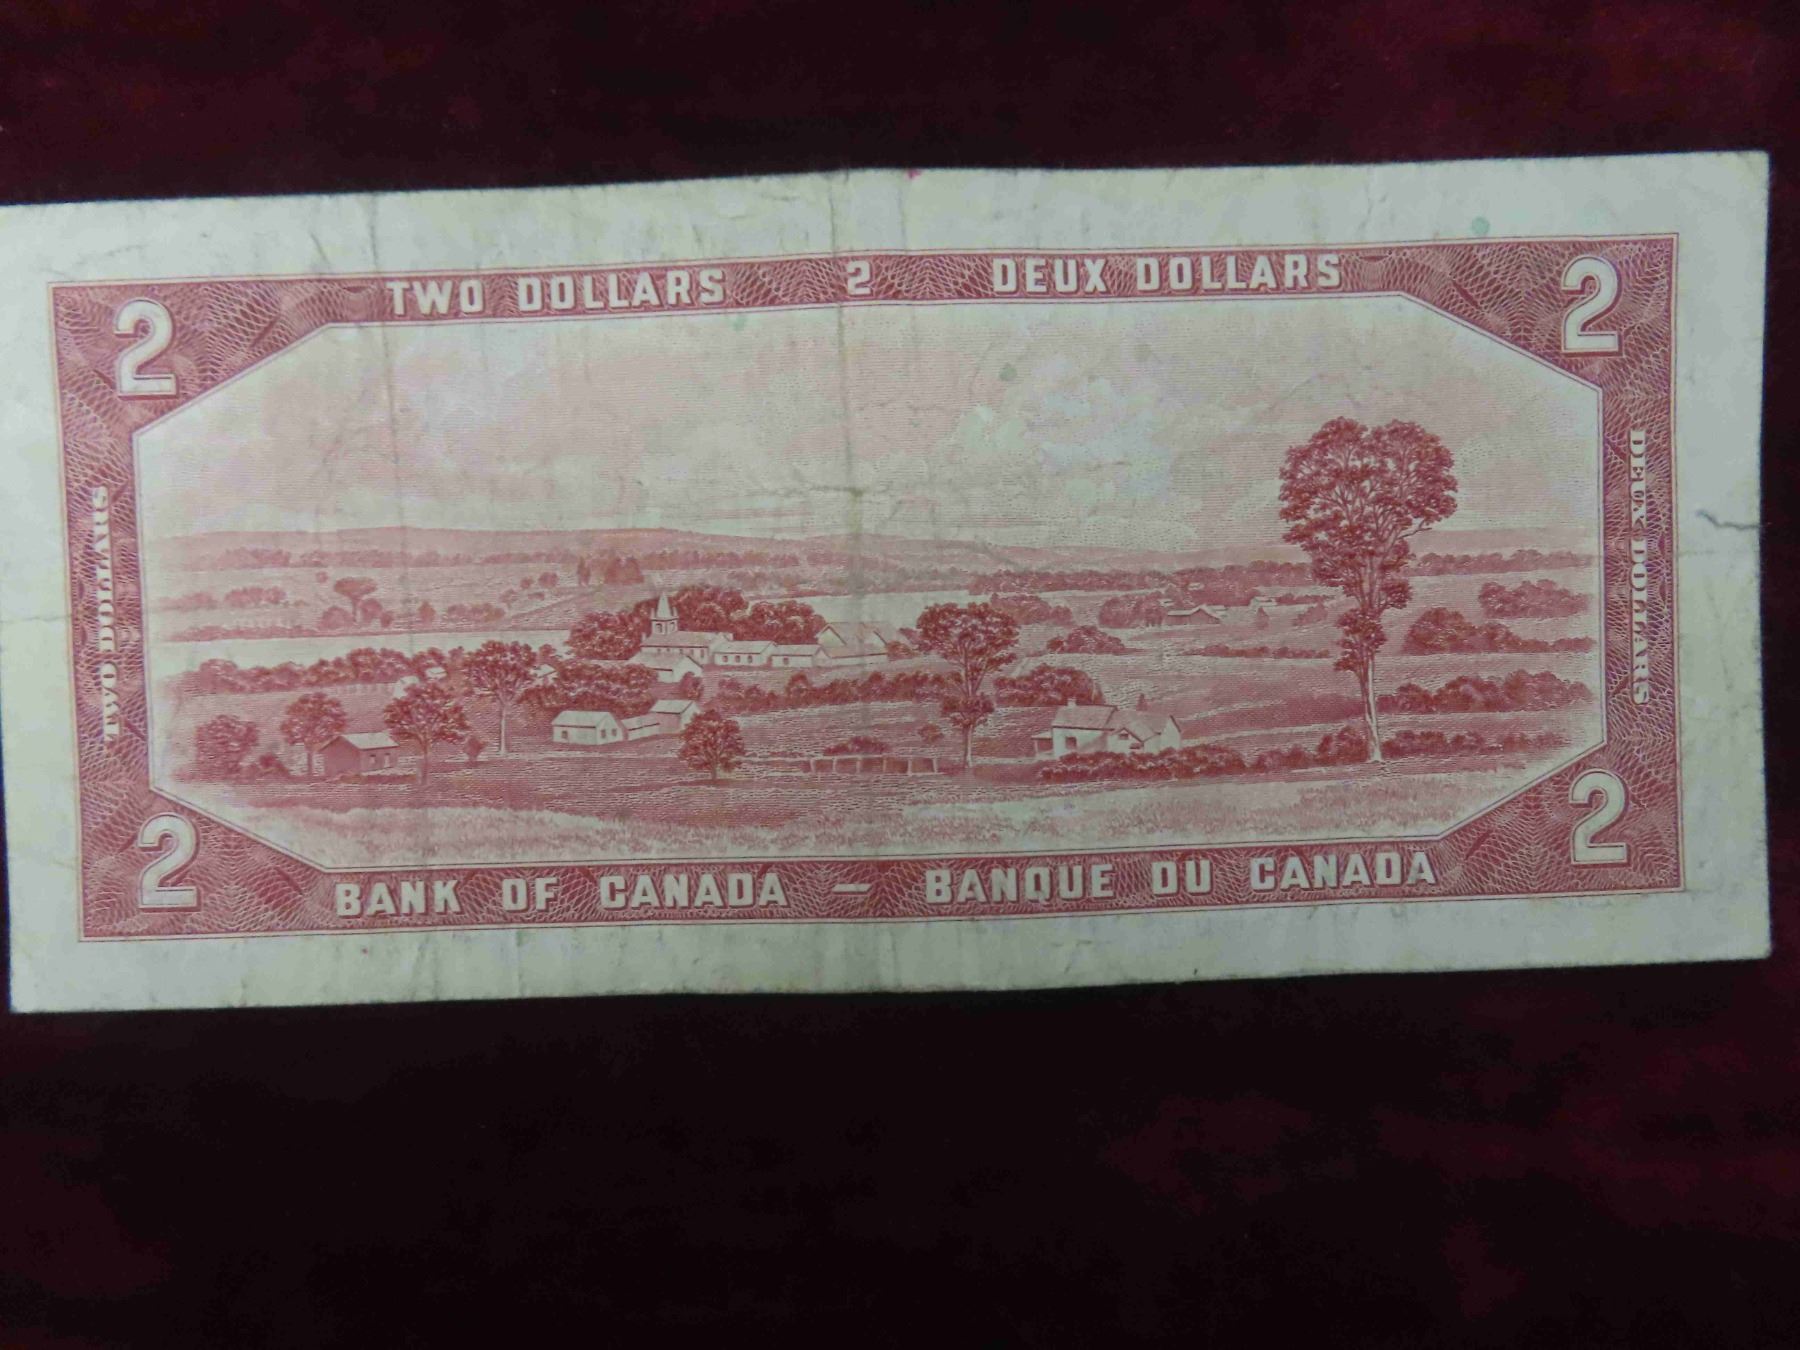 TWO DOLLARS 2 DEUX DOLLARS
2 2
TWO DOLLARS
DEUX DOLLARS
2 2
BANK OF CANADA — BANQUE DU CANADA